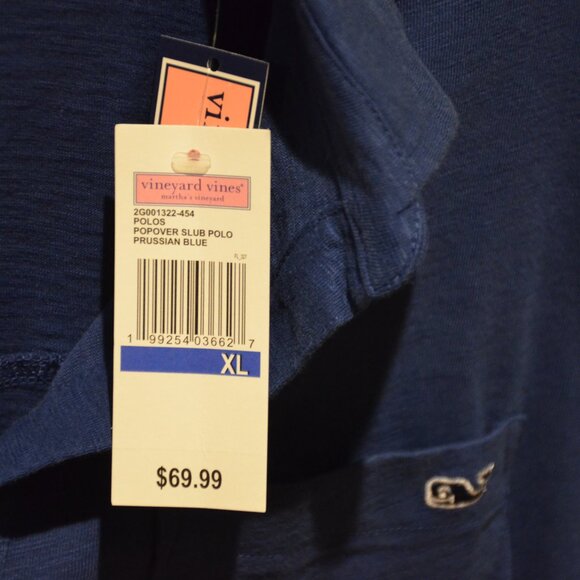 vi
vineyard vines®
martha's vineyard
2G001322-454
POLOS
POPOVER SLUB POLO
PRUSSIAN BLUE
1 99254 03662 7
XL
$69.99